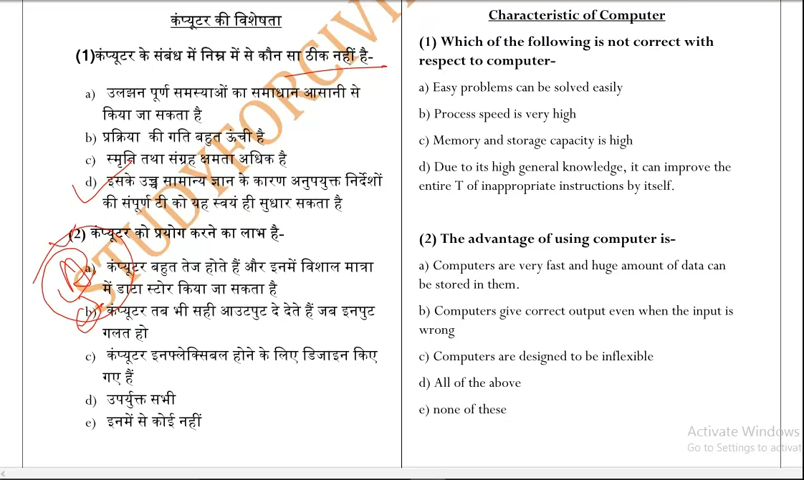 कंप्यूटर की विशेषता
(1)कंप्यूटर के संबंध में निम्न में से कौन सा ठीक नहीं है-
a) उलझन पूर्ण समस्याओं का समाधान आसानी से
किया जा सकता है
b) प्रक्रिया की गति बहुत ऊंची है
c) स्मृति तथा संग्रह क्षमता अधिक है
d) इसके उच्च सामान्य ज्ञान के कारण अनुपयुक्त निर्देशों
की संपूर्ण टी को यह स्वयं ही सुधार सकता है
(2) कंप्यूटर को प्रयोग करने का लाभ है-
a) कंप्यूटर बहुत तेज होते हैं और इनमें विशाल मात्रा
में डाटा स्टोर किया जा सकता है
b) कंप्यूटर तब भी सही आउटपुट दे देते हैं जब इनपुट
गलत हो
c) कंप्यूटर इनफ्लेक्सिबल होने के लिए डिजाइन किए
गए हैं
d) उपर्युक्त सभी
e) इनमें से कोई नहीं
STUDYFORCIVIL
Characteristic of Computer
(1) Which of the following is not correct with
respect to computer-
a) Easy problems can be solved easily
b) Process speed is very high
c) Memory and storage capacity is high
d) Due to its high general knowledge, it can improve the
entire T of inappropriate instructions by itself.
(2) The advantage of using computer is-
a) Computers are very fast and huge amount of data can
be stored in them.
b) Computers give correct output even when the input is
wrong
c) Computers are designed to be inflexible
d) All of the above
e) none of these
Activate Windows
Go to Settings to activat